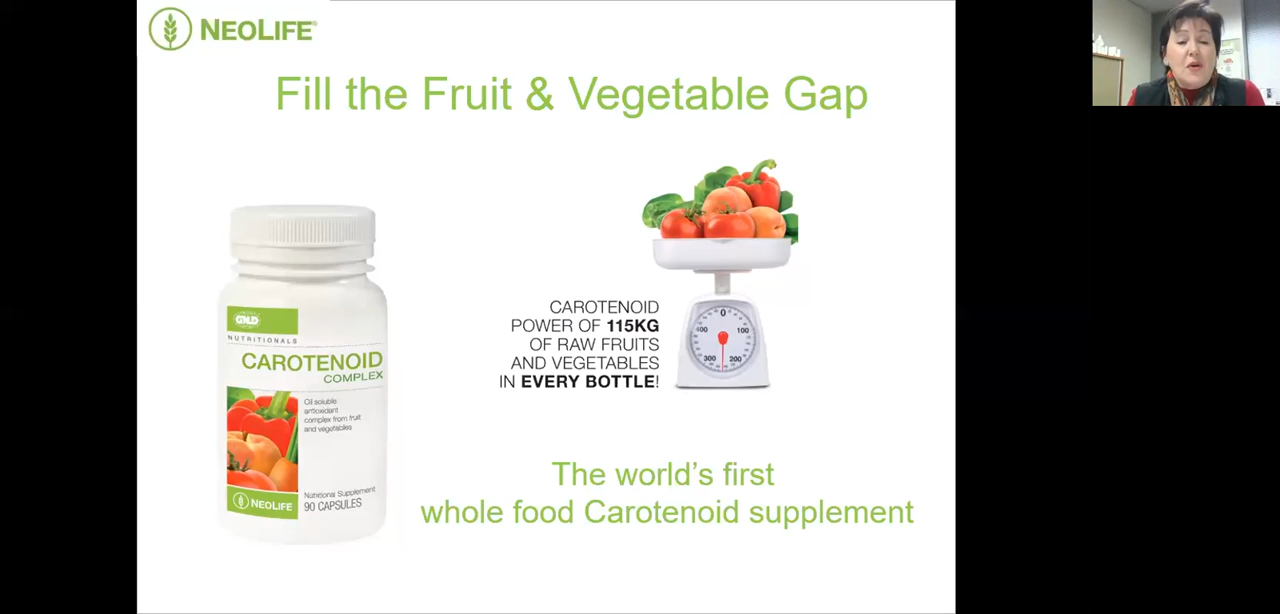 NEOLIFE
Fill the Fruit & Vegetable Gap
GNLD
NUTRITIONALS
CAROTENOID
COMPLEX
Oil soluble
antioxidant
complex from fruit
and vegetables
Nutritional Supplement
90 CAPSULES
NEOLIFE
CAROTENOID
POWER OF 115KG
OF RAW FRUITS
AND VEGETABLES
IN EVERY BOTTLE!
0
400 100
300 200
The world's first
whole food Carotenoid supplement